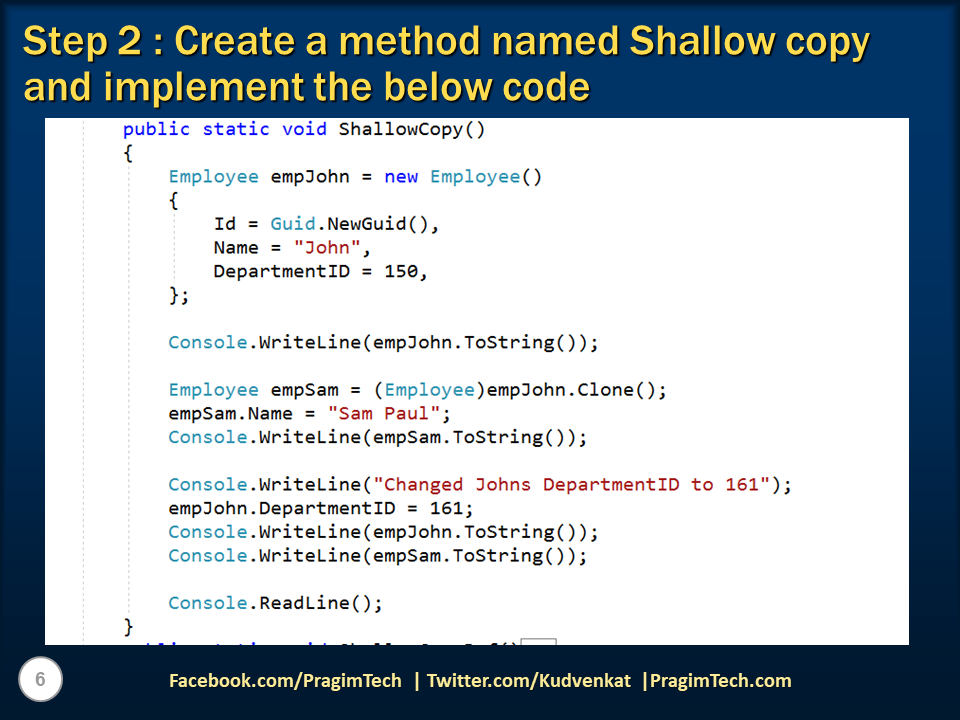 Step 2 : Create a method named Shallow copy
and implement the below code
public static void ShallowCopy()
{
Employee empJohn = new Employee()
{
Id = Guid.NewGuid(),
Name = "John",
DepartmentID = 150,
};
Console.WriteLine(empJohn.ToString());
Employee empSam = (Employee)empJohn.Clone();
empSam.Name = "Sam Paul";
Console.WriteLine(empSam.ToString());
Console.WriteLine("Changed Johns DepartmentID to 161");
empJohn.DepartmentID = 161;
Console.WriteLine(empJohn.ToString());
Console.WriteLine(empSam.ToString());
Console.ReadLine();
}
6
Facebook.com/PragimTech | Twitter.com/Kudvenkat |PragimTech.com